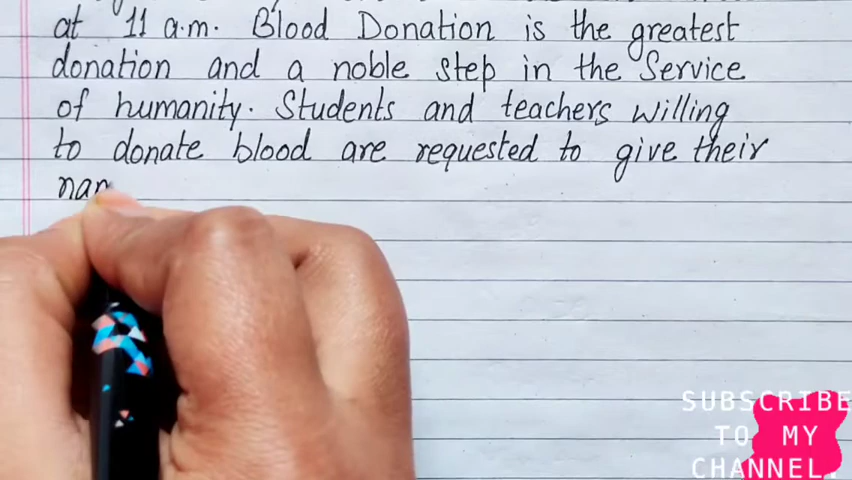 at 11 a.m. Blood Donation is the greatest
donation and a noble step in the Service
of humanity. Students and teachers willing
to donate blood are requested to give their
nam
SUBSCRIBE
TO MY
CHANNEL.